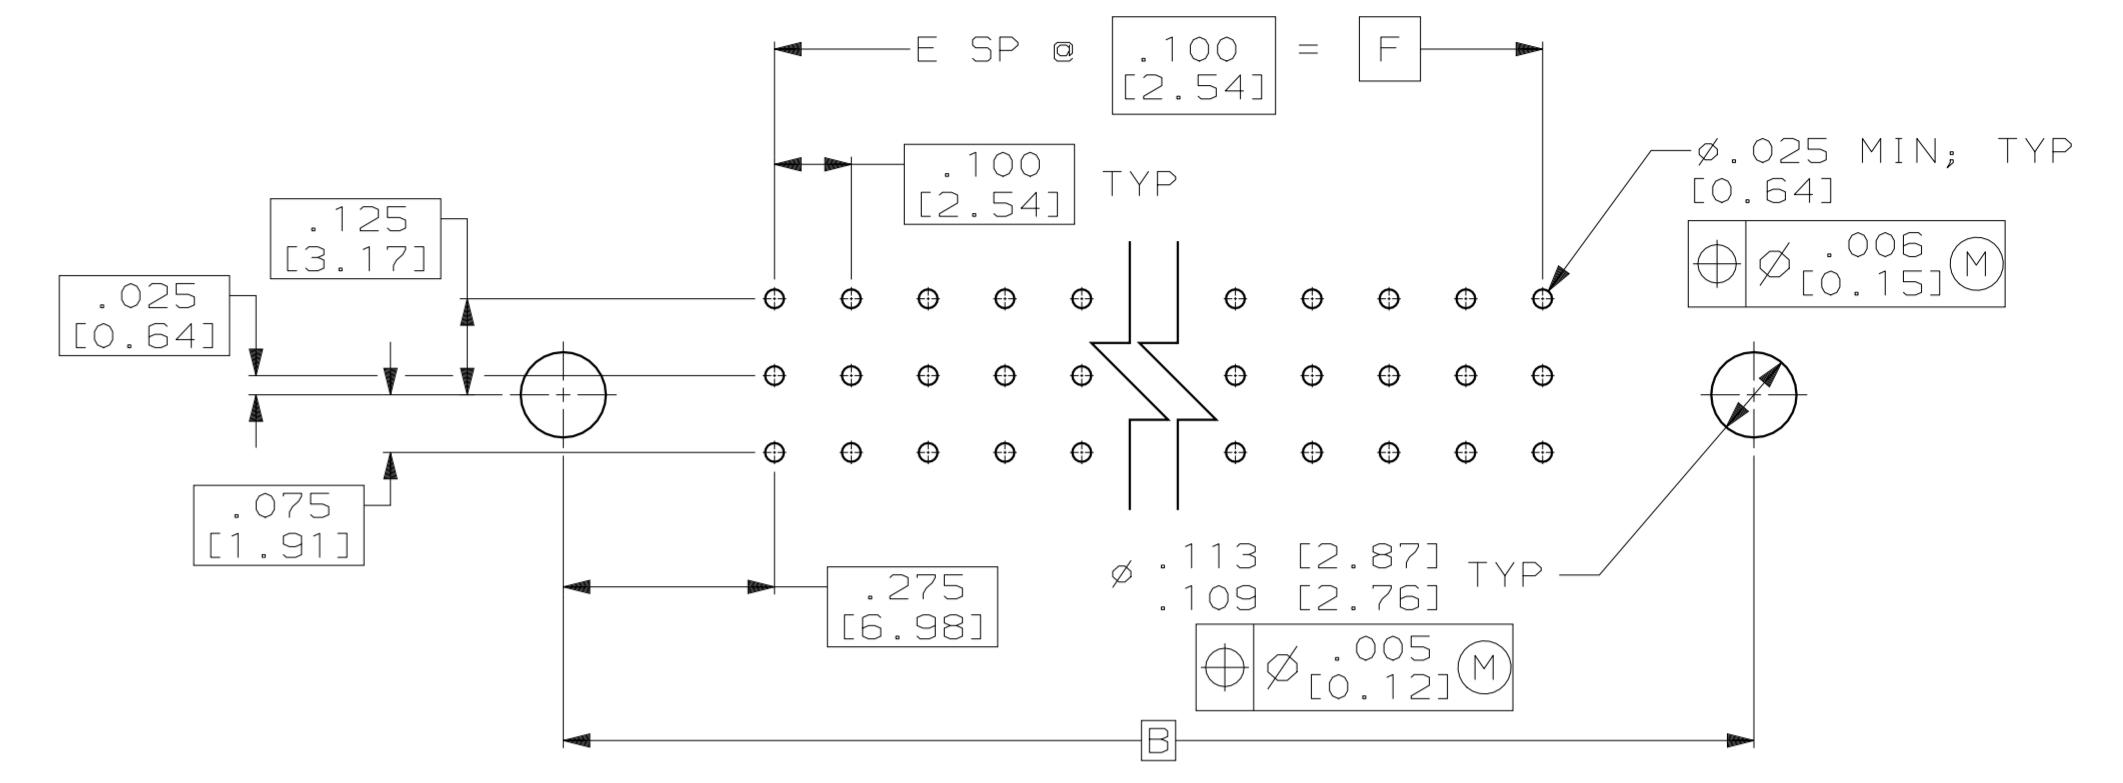 E SP @ .100 = F
[2.54]
.100 TYP
[2.54]
⌀.025 MIN; TYP
[0.64]
⌖ ⌀ .006 Ⓜ
[0.15]
.125
[3.17]
.025
[0.64]
.075
[1.91]
.275
[6.98]
⌀ .113 [2.87] TYP
.109 [2.76]
⌖ ⌀ .005 Ⓜ
[0.12]
B